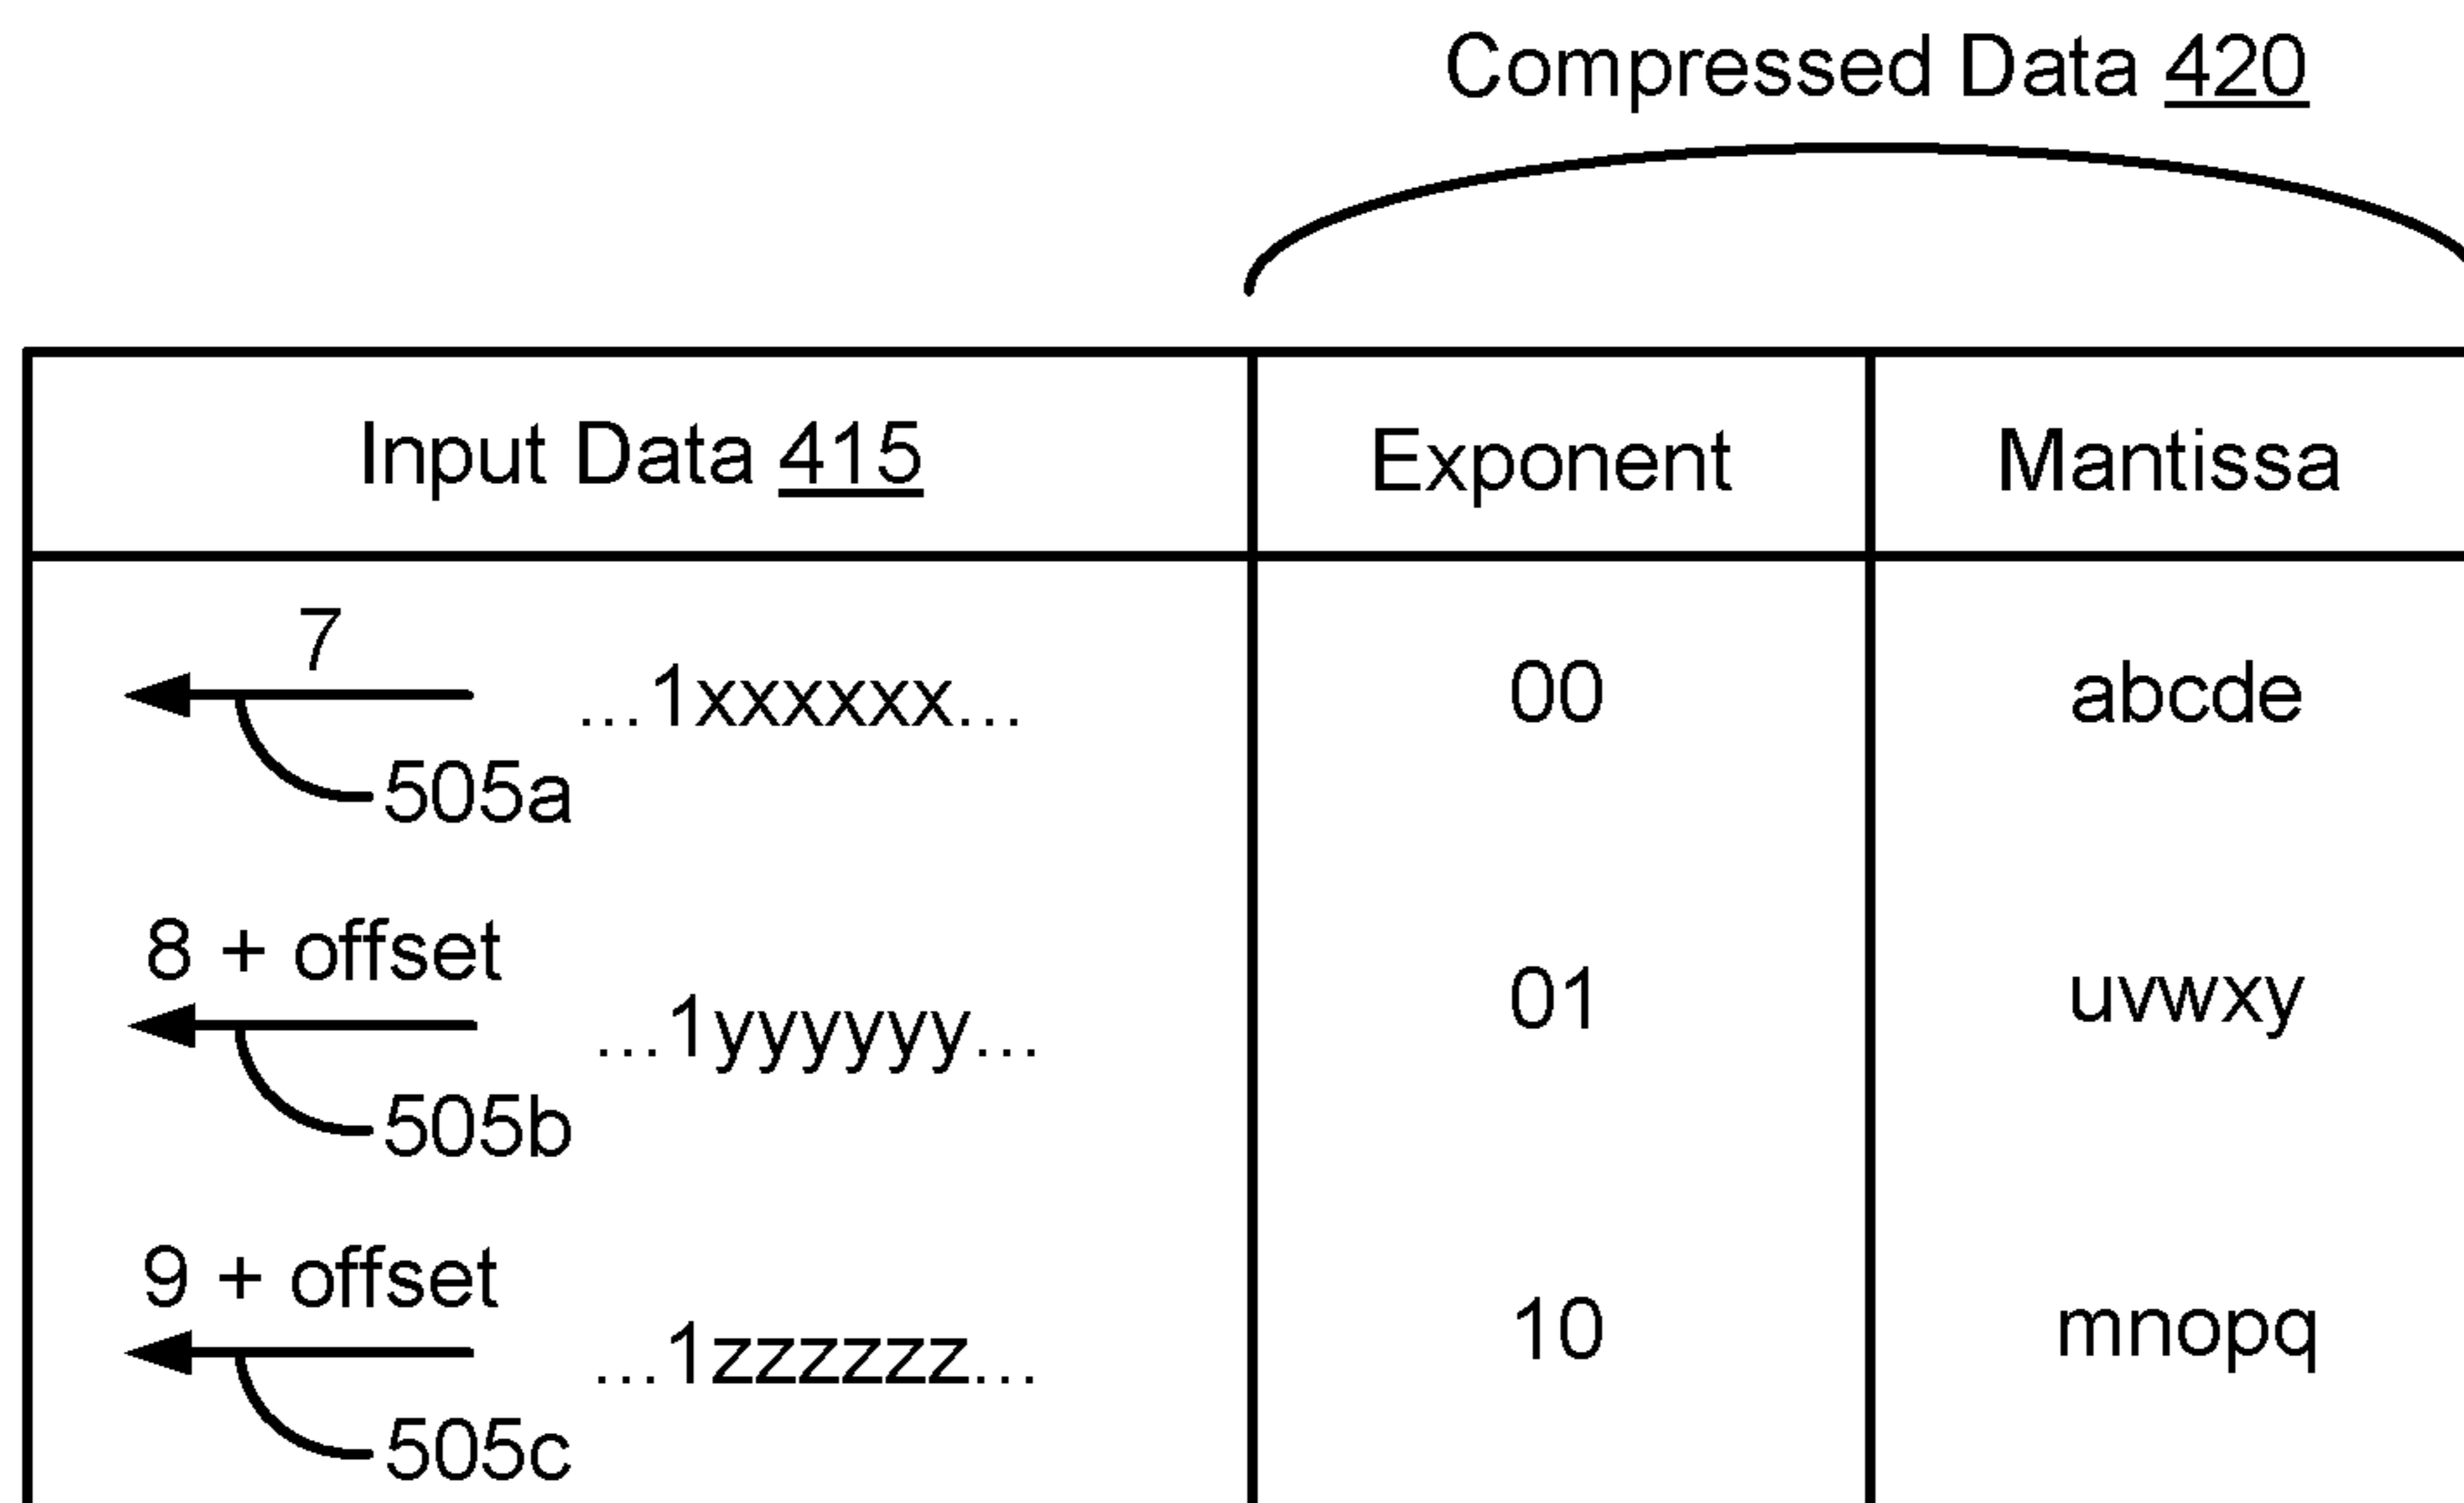 Compressed Data 420
Input Data 415 Exponent Mantissa
7
...1xxxxxx... 00 abcde
505a
8 + offset
...1yyyyyy... 01 uvwxy
505b
9 + offset
...1zzzzzz... 10 mnopq
505c